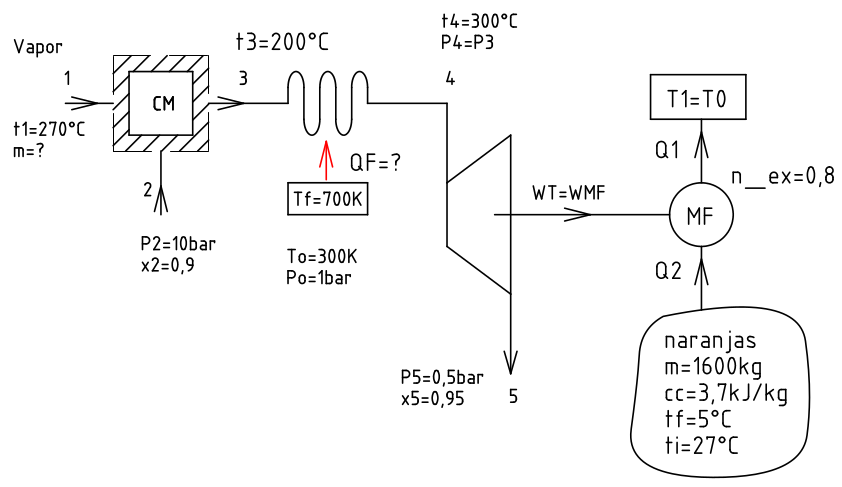 t4=300°C
P4=P3
Vapor
t3=200°C
1
3
4
CM
T1=T0
t1=270°C
m=?
Q1
QF=?
n__ex=0,8
2
Tf=700K
WT=WMF
MF
P2=10bar
x2=0,9
To=300K
Po=1bar
Q2
naranjas
m=1600kg
cc=3,7kJ/kg
tf=5°C
ti=27°C
P5=0,5bar
x5=0,95
5